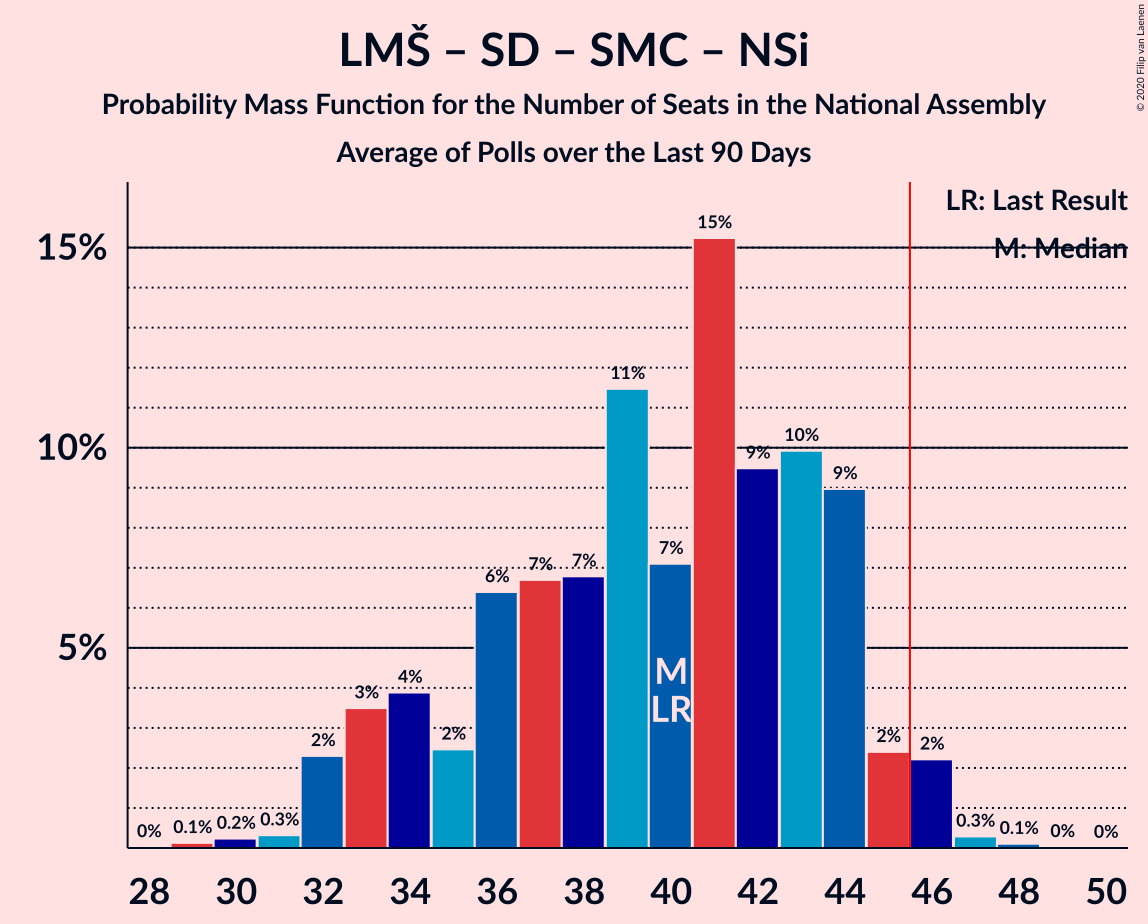 LMŠ – SD – SMC – NSi
Probability Mass Function for the Number of Seats in the National Assembly
Average of Polls over the Last 90 Days
© 2020 Filip van Laenen
LR: Last Result
M: Median
15%
10%
5%
0%
0.1%
0.2%
0.3%
2%
3%
4%
2%
6%
7%
7%
11%
7%
15%
9%
10%
9%
2%
2%
0.3%
0.1%
0%
0%
M
LR
28 30 32 34 36 38 40 42 44 46 48 50